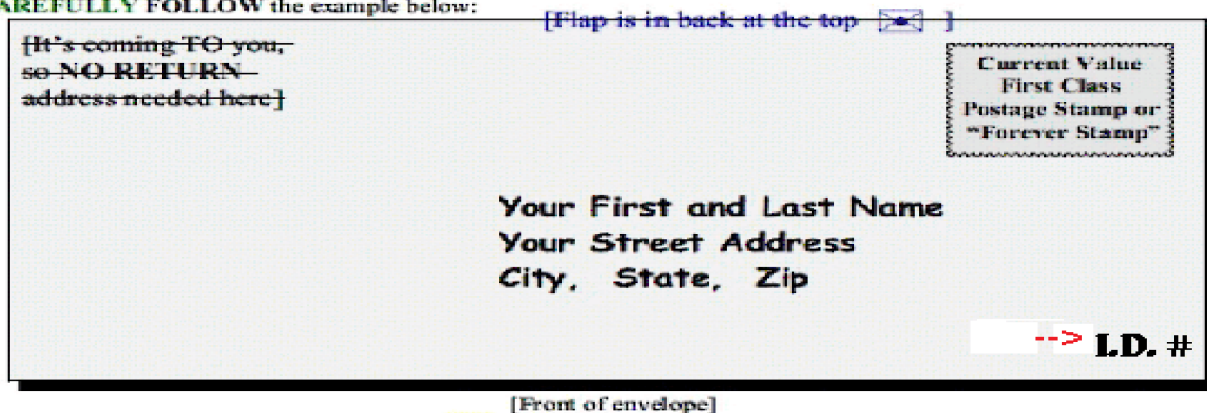 AREFULLY FOLLOW the example below:
[Flap is in back at the top ]
[It's coming TO you,
so NO RETURN
address needed here]
Current Value
First Class
Postage Stamp or
"Forever Stamp"
Your First and Last Name
Your Street Address
City, State, Zip
--> I.D. #
[Front of envelope]